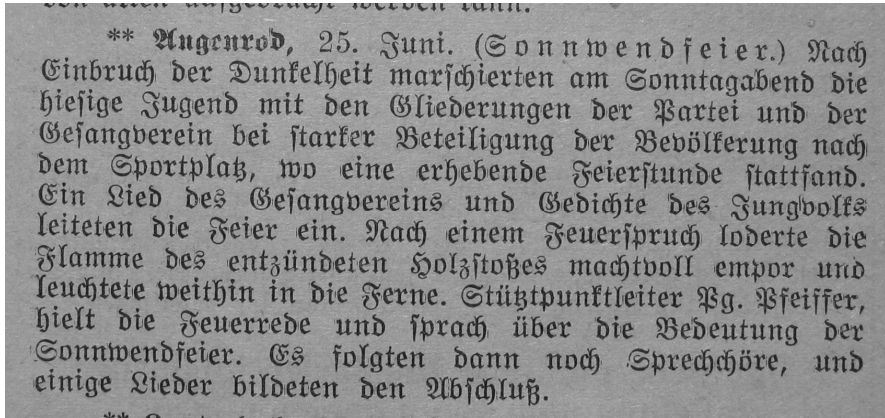 ** Angenrod, 25. Juni. (Sonnwendfeier.) Nach
Einbruch der Dunkelheit marschierten am Sonntagabend die
hiesige Jugend mit den Gliederungen der Partei und der
Gesangverein bei starker Beteiligung der Bevölkerung nach
dem Sportplatz, wo eine erhebende Feierstunde stattfand.
Ein Lied des Gesangvereins und Gedichte des Jungvolks
leiteten die Feier ein. Nach einem Feuerspruch loderte die
Flamme des entzündeten Holzstoßes machtvoll empor und
leuchtete weithin in die Ferne. Stützpunktleiter Pg. Pfeiffer,
hielt die Feuerrede und sprach über die Bedeutung der
Sonnwendfeier. Es folgten dann noch Sprechchöre, und
einige Lieder bildeten den Abschluß.